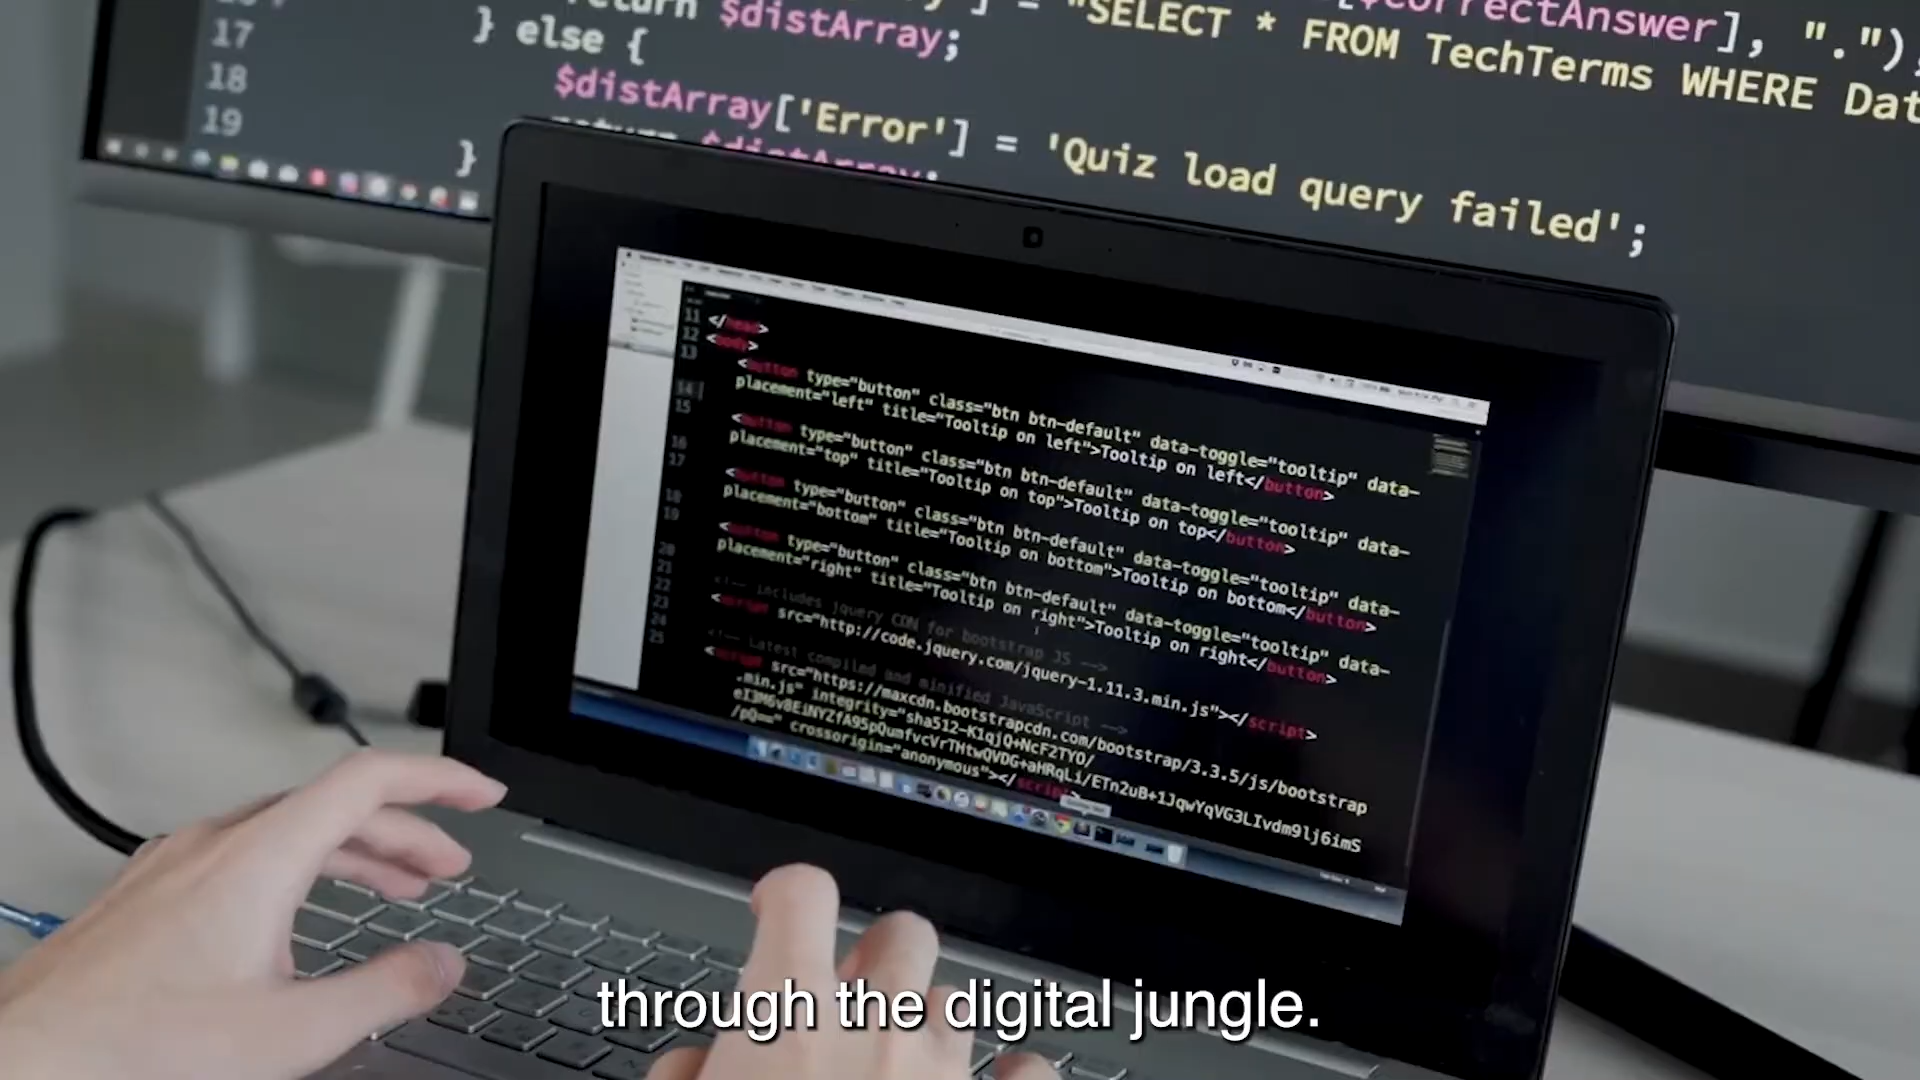 return $distArray;
= "SELECT * FROM TechTerms WHERE Dat
correctAnswer], ".")
17
} else {
18
$distArray['Error'] = 'Quiz load query failed';
19
return $distArray;
}
11
</head>
12
<body>
13
<button type="button" class="btn btn-default" data-toggle="tooltip" data-
14
placement="left" title="Tooltip on left">Tooltip on left</button>
15
<button type="button" class="btn btn-default" data-toggle="tooltip" data-
16
placement="top" title="Tooltip on top">Tooltip on top</button>
17
<button type="button" class="btn btn-default" data-toggle="tooltip" data-
18
placement="bottom" title="Tooltip on bottom">Tooltip on bottom</button>
19
<button type="button" class="btn btn-default" data-toggle="tooltip" data-
20
placement="right" title="Tooltip on right">Tooltip on right</button>
21
22
<!-- includes jquery CDN for bootstrap JS -->
23
<script src="http://code.jquery.com/jquery-1.11.3.min.js"></script>
24
<!-- Latest compiled and minified JavaScript -->
25
<script src="https://maxcdn.bootstrapcdn.com/bootstrap/3.3.5/js/bootstrap
.min.js" integrity="sha512-K1qjQ+NcF2TYO/
eI3M6v8EiNYZfA95pQumfvcVrTHtwQVDG+aHRqLi/ETn2uB+1JqwYqVG3LIvdm9lj6imS
/pQ==" crossorigin="anonymous"></script>
through the digital jungle.